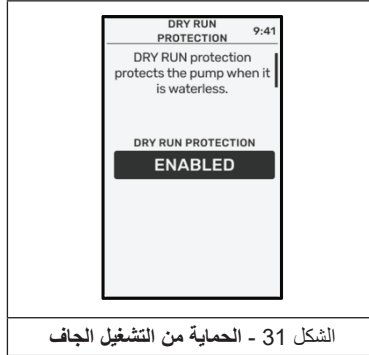 DRY RUN
PROTECTION
9:41
DRY RUN protection
protects the pump when it
is waterless.
DRY RUN PROTECTION
ENABLED
الشكل 31 - الحماية من التشغيل الجاف